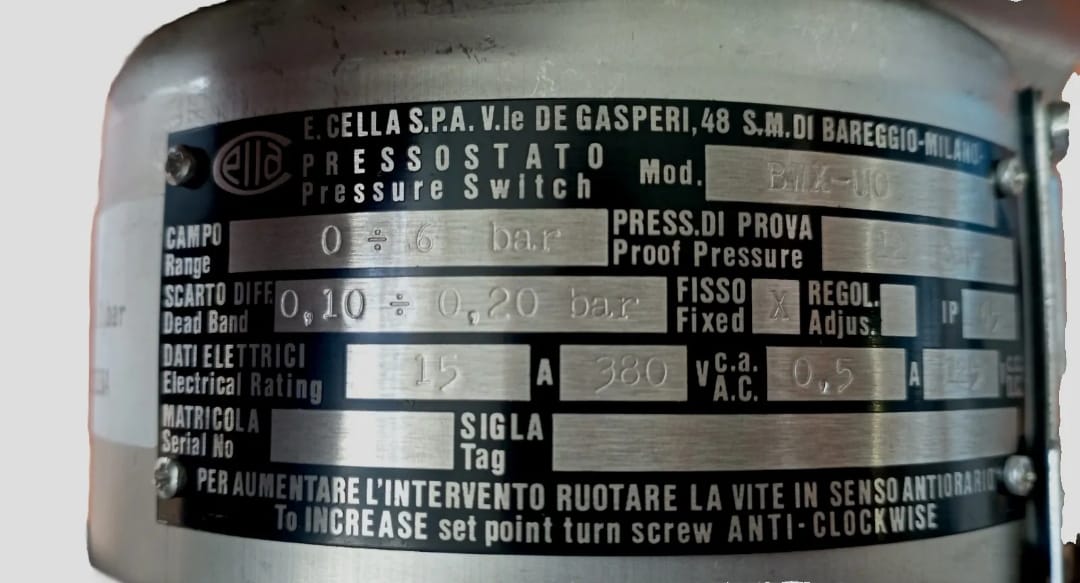 E. CELLA S.P.A. V.le DE GASPERI, 48 S.M. DI BAREGGIO-MILANO-
ella
PRESSOSTATO
Pressure Switch
Mod.
CAMPO
Range
0 ÷ 6 bar
PRESS. DI PROVA
Proof Pressure
SCARTO DIFF.
Dead Band
0,10 ÷ 0,20 bar
FISSO
Fixed
X
REGOL.
Adjus.
IP
DATI ELETTRICI
Electrical Rating
15 A 380 V c.a.
A.C.
0,5 A
MATRICOLA
Serial No
SIGLA
Tag
PER AUMENTARE L'INTERVENTO RUOTARE LA VITE IN SENSO ANTIORARIO
To INCREASE set point turn screw ANTI-CLOCKWISE